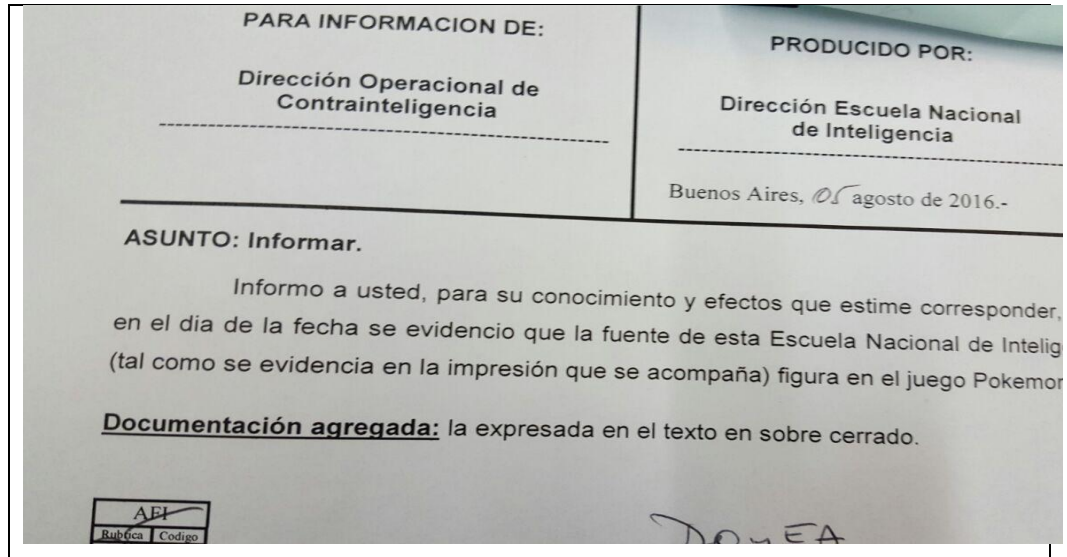 PARA INFORMACION DE:
Dirección Operacional de
Contrainteligencia
PRODUCIDO POR:
Dirección Escuela Nacional
de Inteligencia
Buenos Aires, 05 agosto de 2016.-
ASUNTO: Informar.
Informo a usted, para su conocimiento y efectos que estime corresponder,
en el dia de la fecha se evidencio que la fuente de esta Escuela Nacional de Intelig
(tal como se evidencia en la impresión que se acompaña) figura en el juego Pokemon
Documentación agregada: la expresada en el texto en sobre cerrado.
AFI
Rubrica Codigo